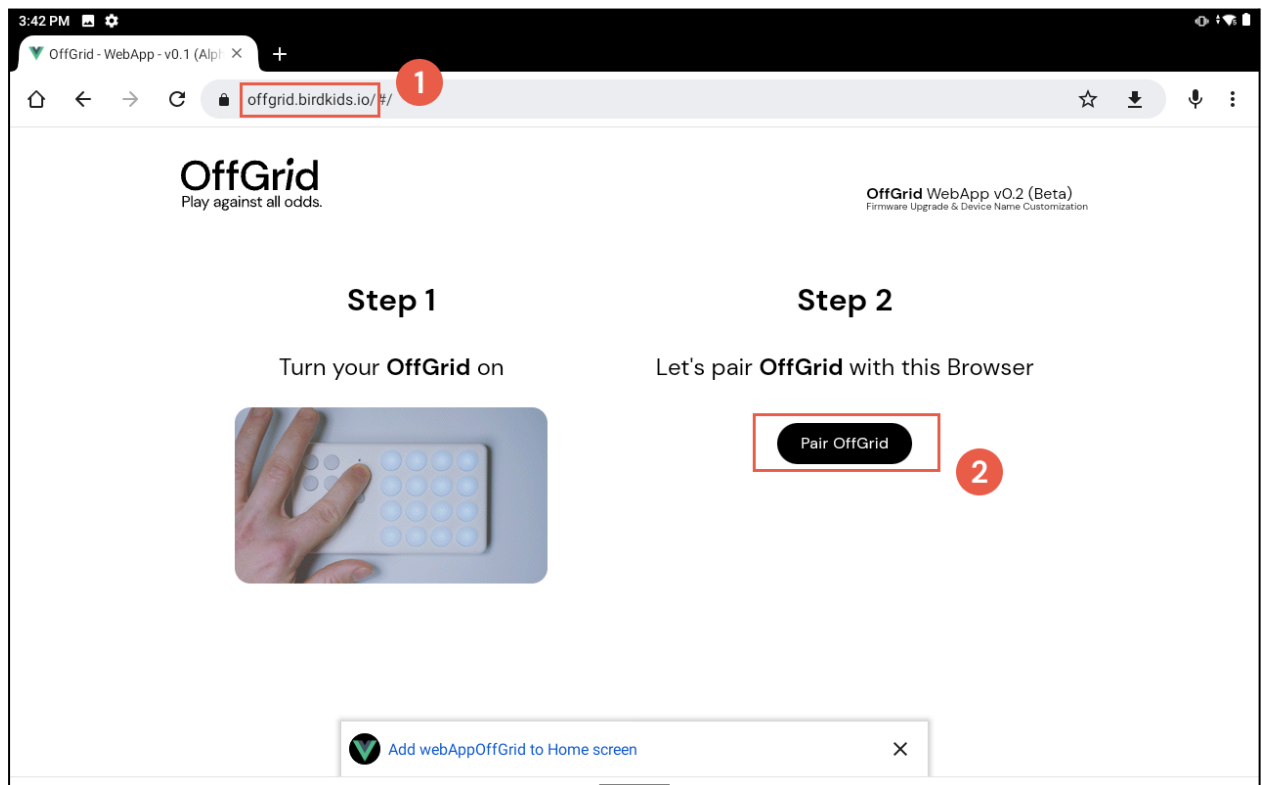 3:42 PM
OffGrid - WebApp - v0.1 (Alph
1
offgrid.birdkids.io/#/
OffGrid
Play against all odds.
OffGrid WebApp v0.2 (Beta)
Firmware Upgrade & Device Name Customization
Step 1
Turn your OffGrid on
Step 2
Let's pair OffGrid with this Browser
Pair OffGrid
2
Add webAppOffGrid to Home screen